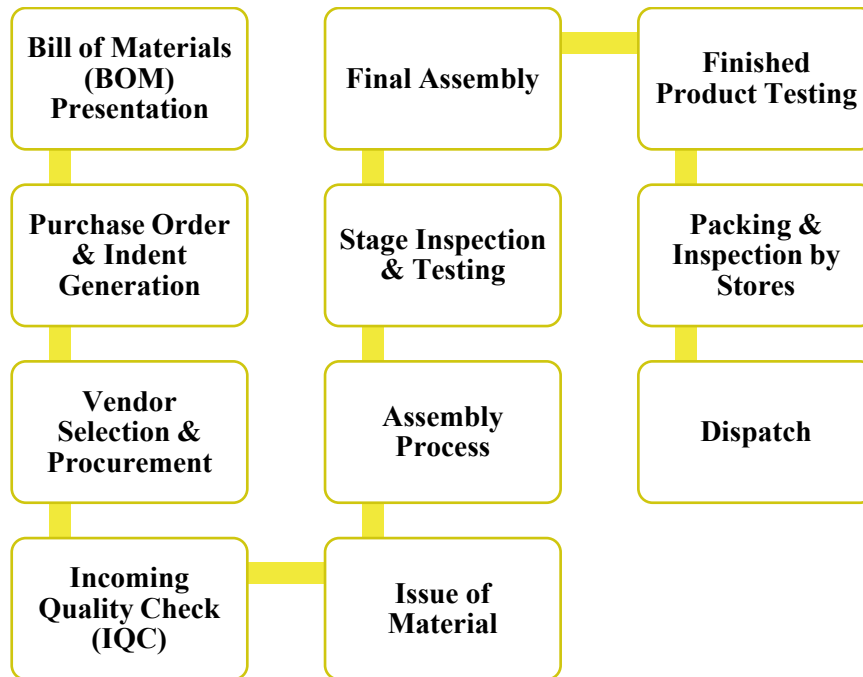 Bill of Materials
(BOM)
Presentation
Purchase Order
& Indent
Generation
Vendor
Selection &
Procurement
Incoming
Quality Check
(IQC)
Issue of
Material
Assembly
Process
Stage Inspection
& Testing
Final Assembly
Finished
Product Testing
Packing &
Inspection by
Stores
Dispatch